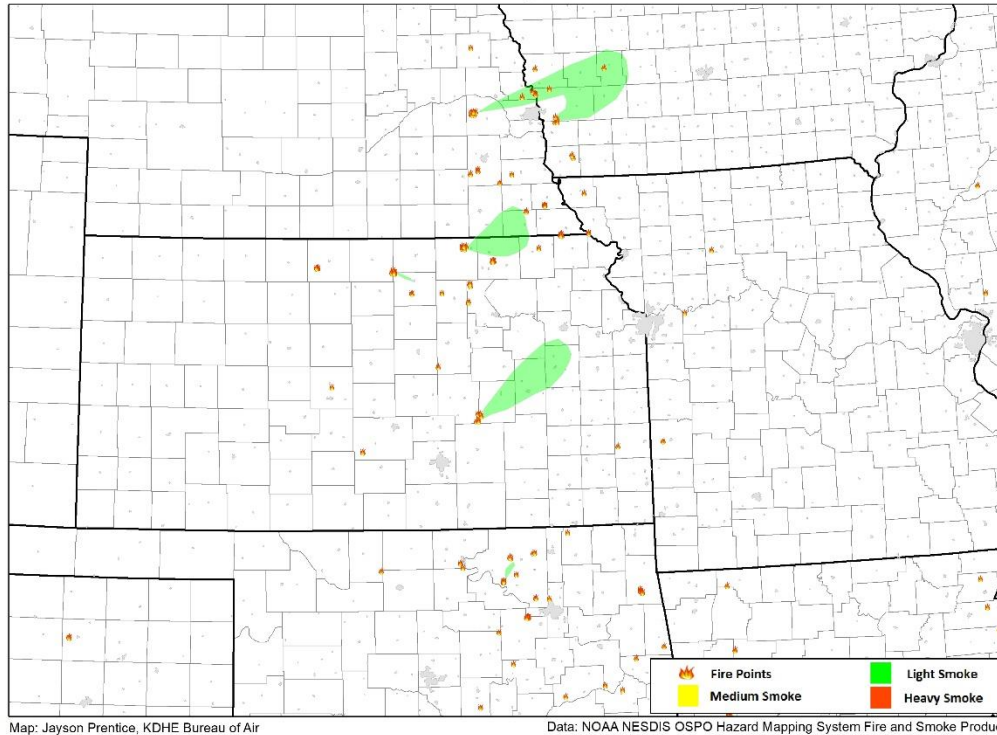 Fire Points
Light Smoke
Medium Smoke
Heavy Smoke
Map: Jayson Prentice, KDHE Bureau of Air
Data: NOAA NESDIS OSPO Hazard Mapping System Fire and Smoke Produc